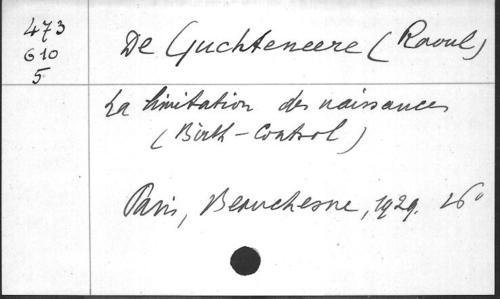 473
610
5
De Guchteneere (Raoul)
La limitation des naissances
(Birth-Control)
Paris, Beauchesne, 1929. 16°